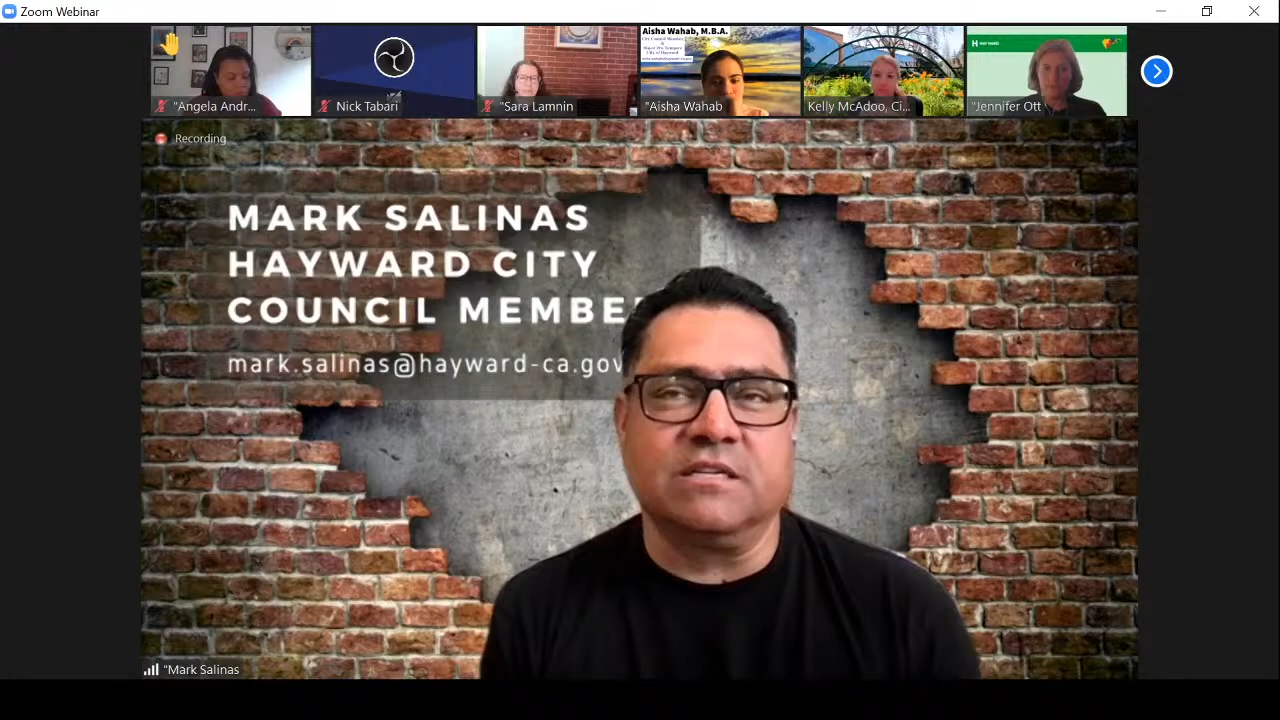 Zoom Webinar
Aisha Wahab, M.B.A.
HAYWARD
"Angela Andr...
Nick Tabari
"Sara Lamnin
"Aisha Wahab
Kelly McAdoo, Ci...
"Jennifer Ott
Recording
MARK SALINAS
HAYWARD CITY
COUNCIL MEMBE
mark.salinas@hayward-ca.gov
"Mark Salinas